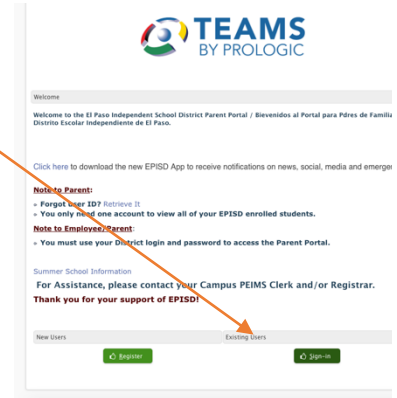 TEAMS
BY PROLOGIC
Welcome
Welcome to the El Paso Independent School District Parent Portal / Bievenidos al Portal para Pdres de Familia
Distrito Escolar Independiente de El Paso.
Click here to download the new EPISD App to receive notifications on news, social, media and emerge
Note to Parent:
» Forgot user ID? Retrieve It
» You only need one account to view all of your EPISD enrolled students.
Note to Employee/Parent:
» You must use your District login and password to access the Parent Portal.
Summer School Information
For Assistance, please contact your Campus PEIMS Clerk and/or Registrar.
Thank you for your support of EPISD!
New Users Existing Users
Register Sign-in